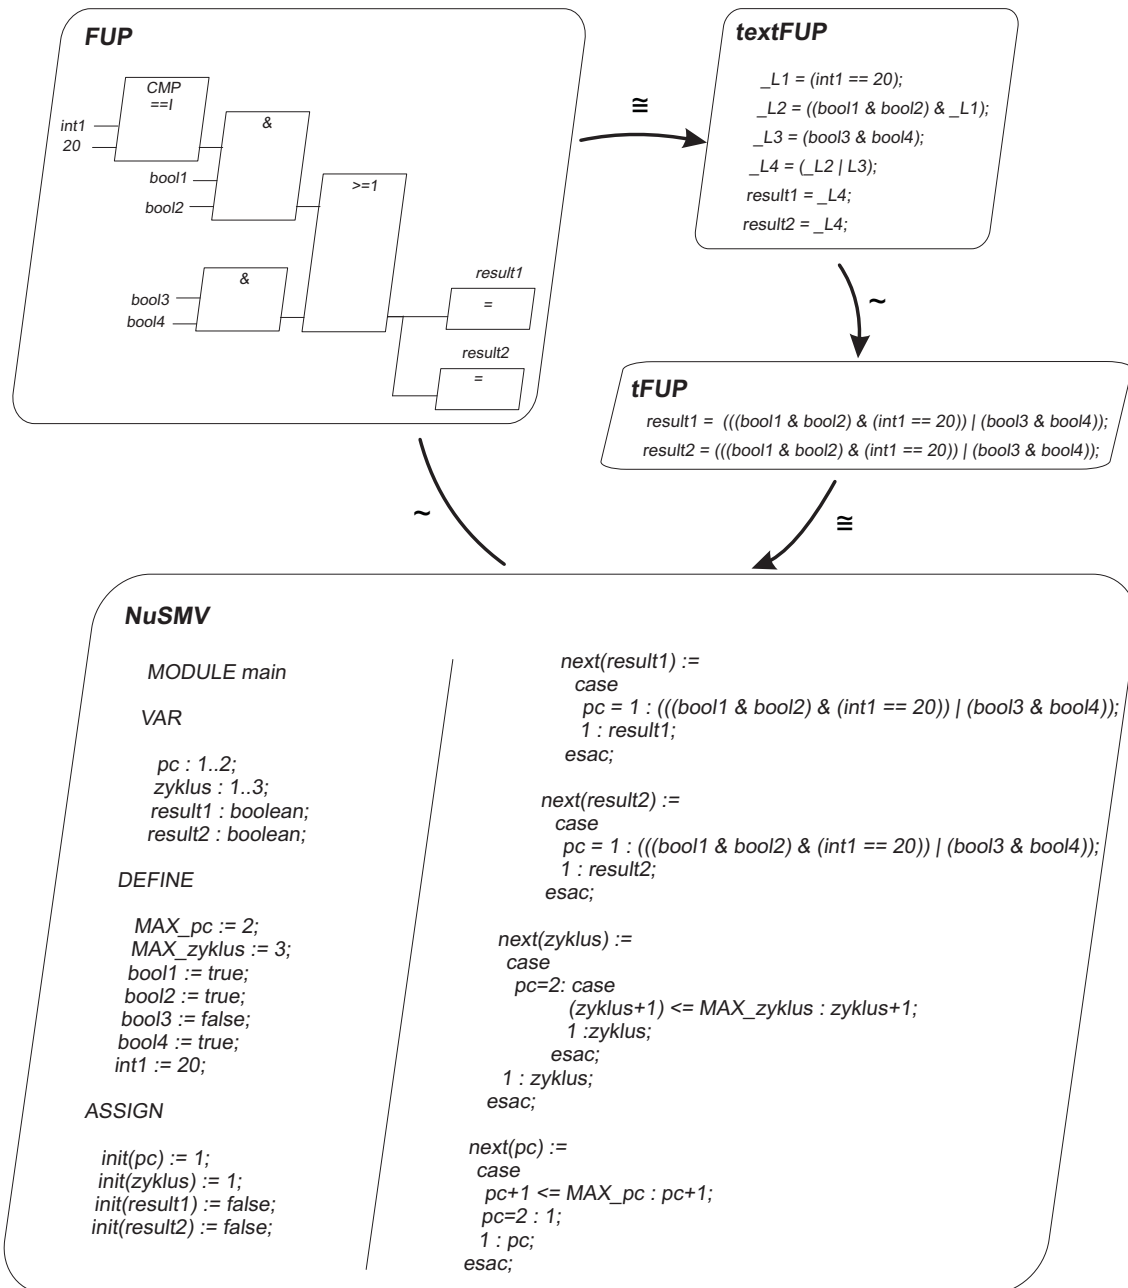 FUP
CMP
==I
int1
20
&
bool1
bool2
>=1
&
bool3
bool4
result1
=
result2
=
≅
textFUP
_L1 = (int1 == 20);
_L2 = ((bool1 & bool2) & _L1);
_L3 = (bool3 & bool4);
_L4 = (_L2 | L3);
result1 = _L4;
result2 = _L4;
~
tFUP
result1 = (((bool1 & bool2) & (int1 == 20)) | (bool3 & bool4));
result2 = (((bool1 & bool2) & (int1 == 20)) | (bool3 & bool4));
~
≅
NuSMV
MODULE main
VAR
pc : 1..2;
zyklus : 1..3;
result1 : boolean;
result2 : boolean;
DEFINE
MAX_pc := 2;
MAX_zyklus := 3;
bool1 := true;
bool2 := true;
bool3 := false;
bool4 := true;
int1 := 20;
ASSIGN
init(pc) := 1;
init(zyklus) := 1;
init(result1) := false;
init(result2) := false;
next(result1) :=
case
pc = 1 : (((bool1 & bool2) & (int1 == 20)) | (bool3 & bool4));
1 : result1;
esac;
next(result2) :=
case
pc = 1 : (((bool1 & bool2) & (int1 == 20)) | (bool3 & bool4));
1 : result2;
esac;
next(zyklus) :=
case
pc=2: case
(zyklus+1) <= MAX_zyklus : zyklus+1;
1 :zyklus;
esac;
1 : zyklus;
esac;
next(pc) :=
case
pc+1 <= MAX_pc : pc+1;
pc=2 : 1;
1 : pc;
esac;